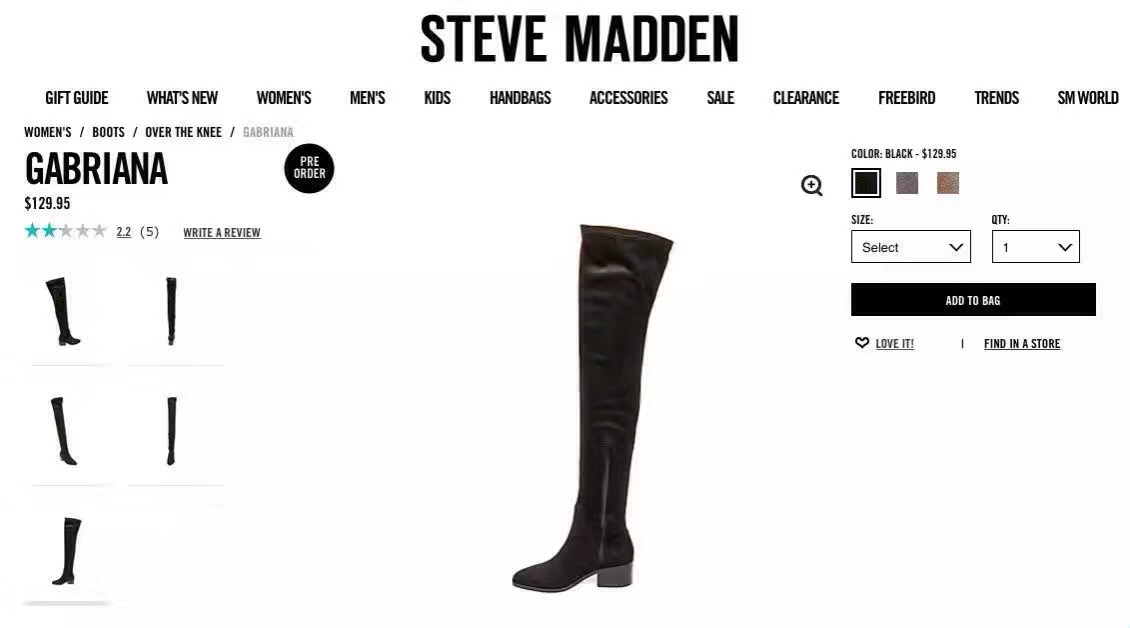 STEVE MADDEN
GIFT GUIDE WHAT'S NEW WOMEN'S MEN'S KIDS HANDBAGS ACCESSORIES SALE CLEARANCE FREEBIRD TRENDS SM WORLD
WOMEN'S / BOOTS / OVER THE KNEE / GABRIANA
GABRIANA
PRE
ORDER
$129.95
2.2 (5) WRITE A REVIEW
COLOR: BLACK - $129.95
SIZE: QTY:
Select 1
ADD TO BAG
LOVE IT! | FIND IN A STORE